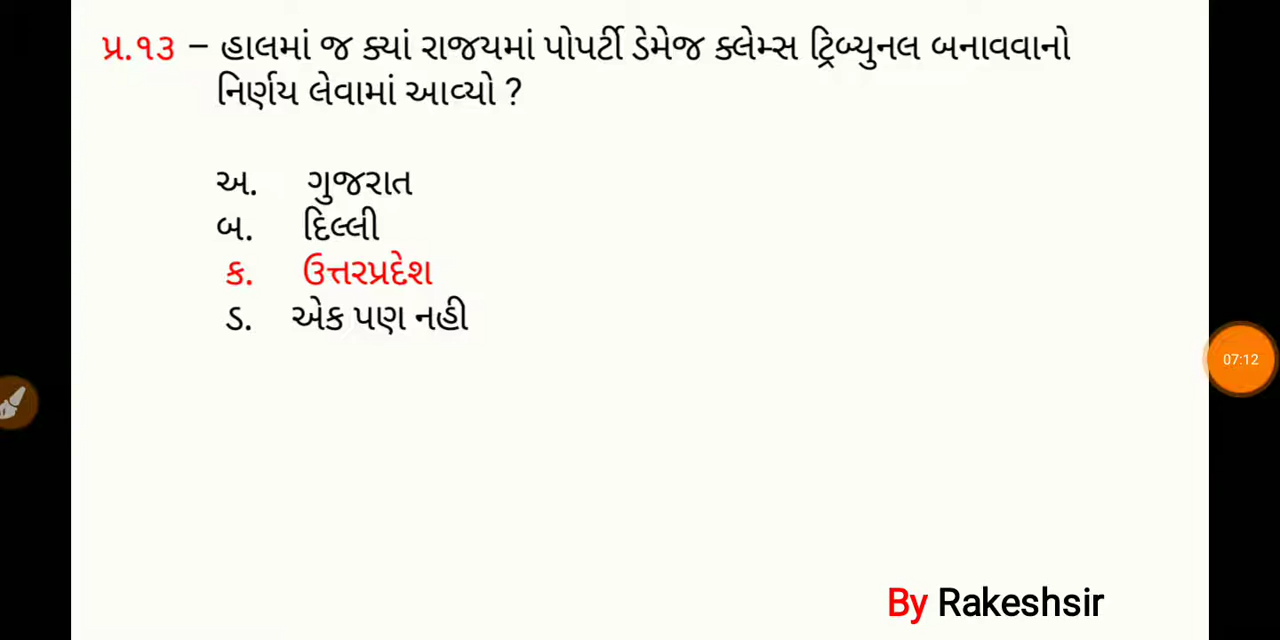 પ્ર.૧૩ – હાલમાં જ ક્યાં રાજયમાં પોપર્ટી ડેમેજ ક્લેમ્સ ટ્રિબ્યુનલ બનાવવાનો
નિર્ણય લેવામાં આવ્યો ?
અ. ગુજરાત
બ. દિલ્લી
ક. ઉત્તરપ્રદેશ
ડ. એક પણ નહી
07:12
By Rakeshsir